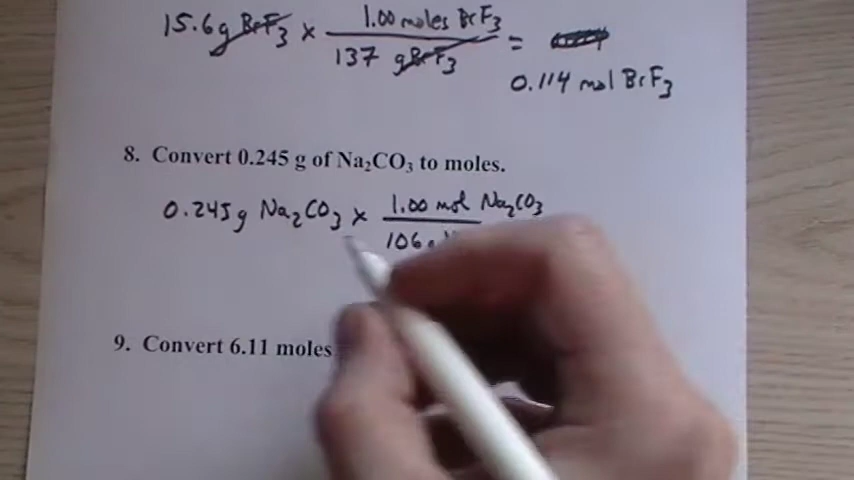 15.6g BrF₃ × 1.00 moles BrF₃ / 137 gBrF₃ =
0.114 mol BrF₃
8. Convert 0.245 g of Na₂CO₃ to moles.
0.245g Na₂CO₃ × 1.00 mol Na₂CO₃ / 106 g
9. Convert 6.11 moles